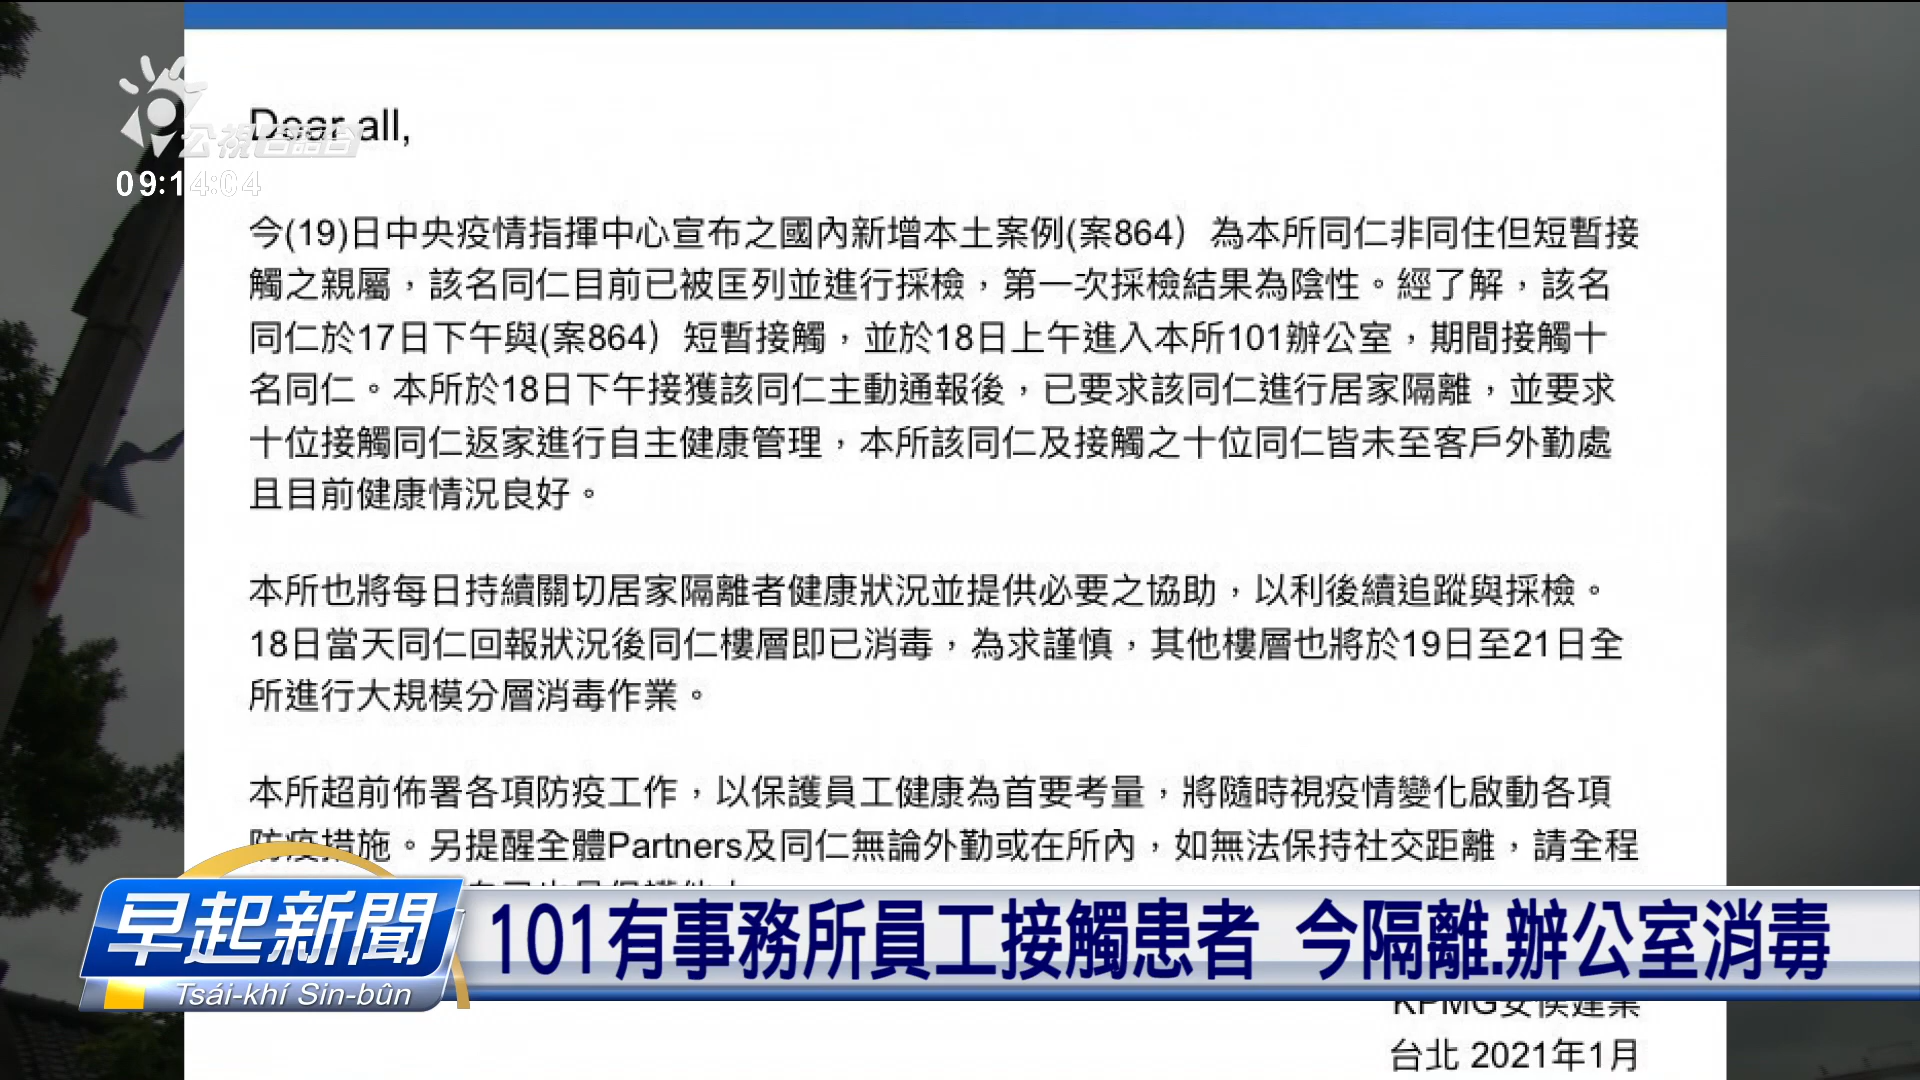 公視台語台
09:14:04
Dear all,
今(19)日中央疫情指揮中心宣布之國內新增本土案例(案864）為本所同仁非同住但短暫接
觸之親屬，該名同仁目前已被匡列並進行採檢，第一次採檢結果為陰性。經了解，該名
同仁於17日下午與(案864）短暫接觸，並於18日上午進入本所101辦公室，期間接觸十
名同仁。本所於18日下午接獲該同仁主動通報後，已要求該同仁進行居家隔離，並要求
十位接觸同仁返家進行自主健康管理，本所該同仁及接觸之十位同仁皆未至客戶外勤處
且目前健康情況良好。
本所也將每日持續關切居家隔離者健康狀況並提供必要之協助，以利後續追蹤與採檢。
18日當天同仁回報狀況後同仁樓層即已消毒，為求謹慎，其他樓層也將於19日至21日全
所進行大規模分層消毒作業。
本所超前佈署各項防疫工作，以保護員工健康為首要考量，將隨時視疫情變化啟動各項
防疫措施。另提醒全體Partners及同仁無論外勤或在所內，如無法保持社交距離，請全程
早起新聞
Tsái-khí Sin-bûn
101有事務所員工接觸患者 今隔離.辦公室消毒
KPMG安侯建業
台北 2021年1月